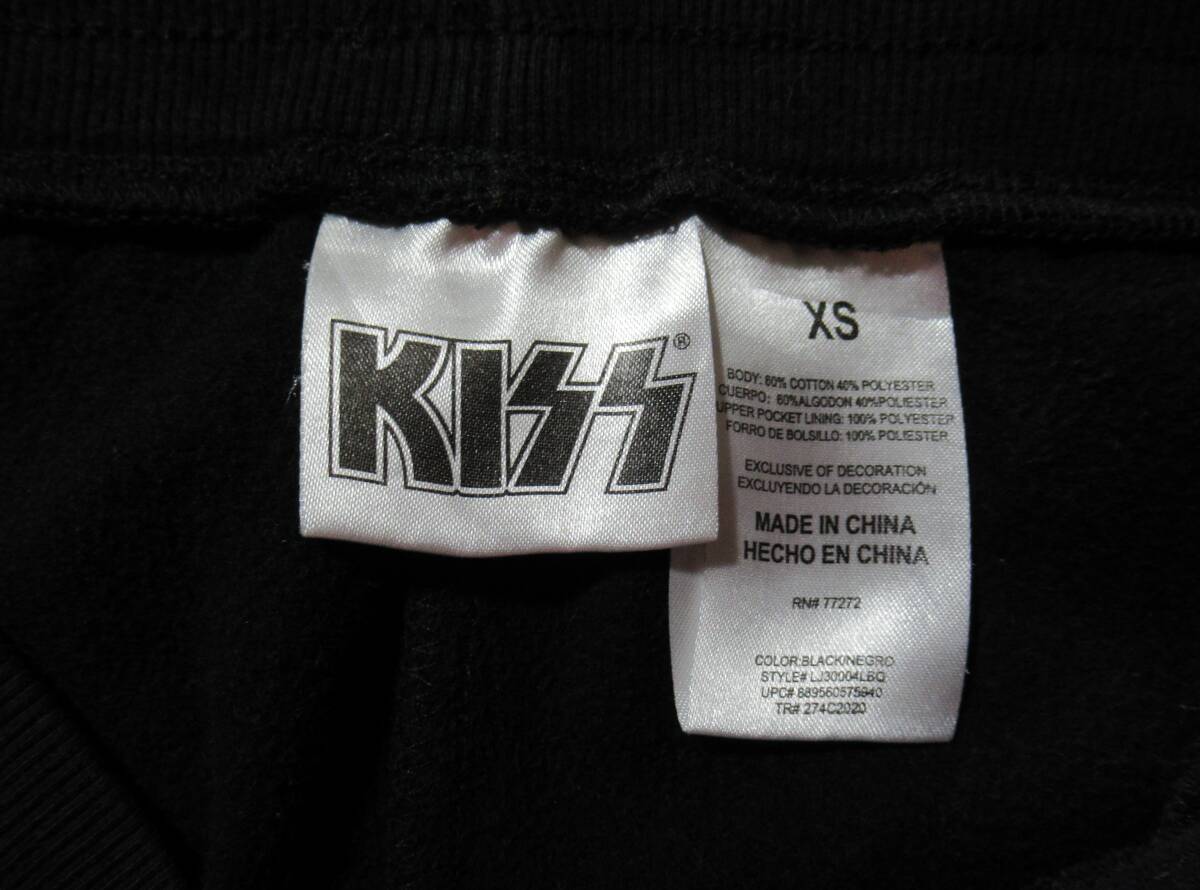 KISS®
XS
BODY: 60% COTTON 40% POLYESTER
CUERPO: 60%ALGODON 40%POLIESTER
UPPER POCKET LINING: 100% POLYESTER
FORRO DE BOLSILLO: 100% POLIESTER
EXCLUSIVE OF DECORATION
EXCLUYENDO LA DECORACIÓN
MADE IN CHINA
HECHO EN CHINA
RN# 77272
COLOR:BLACK/NEGRO
STYLE# LJ30004LBQ
UPC# 889560575940
TR# 274C2020